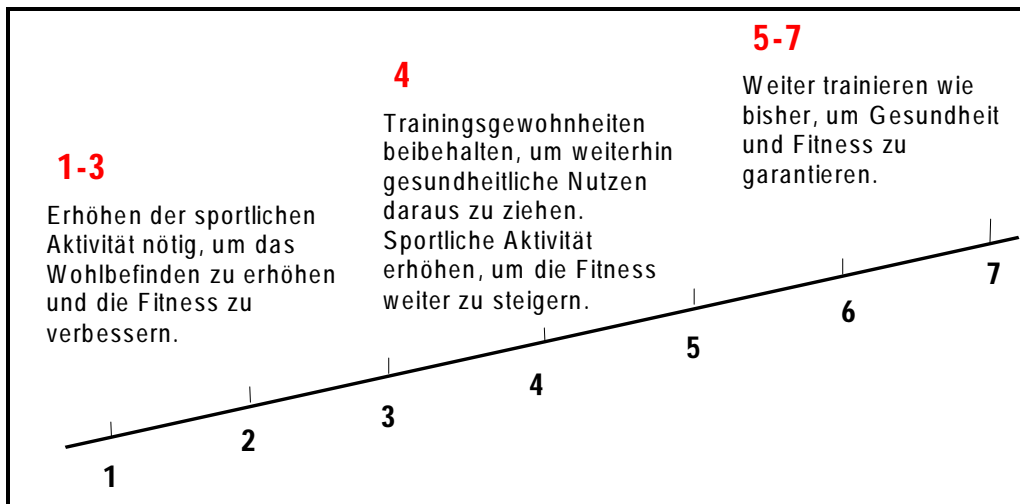 1-3
Erhöhen der sportlichen
Aktivität nötig, um das
Wohlbefinden zu erhöhen
und die Fitness zu
verbessern.
4
Trainingsgewohnheiten
beibehalten, um weiterhin
gesundheitliche Nutzen
daraus zu ziehen.
Sportliche Aktivität
erhöhen, um die Fitness
weiter zu steigern.
5-7
Weiter trainieren wie
bisher, um Gesundheit
und Fitness zu
garantieren.
1
2
3
4
5
6
7